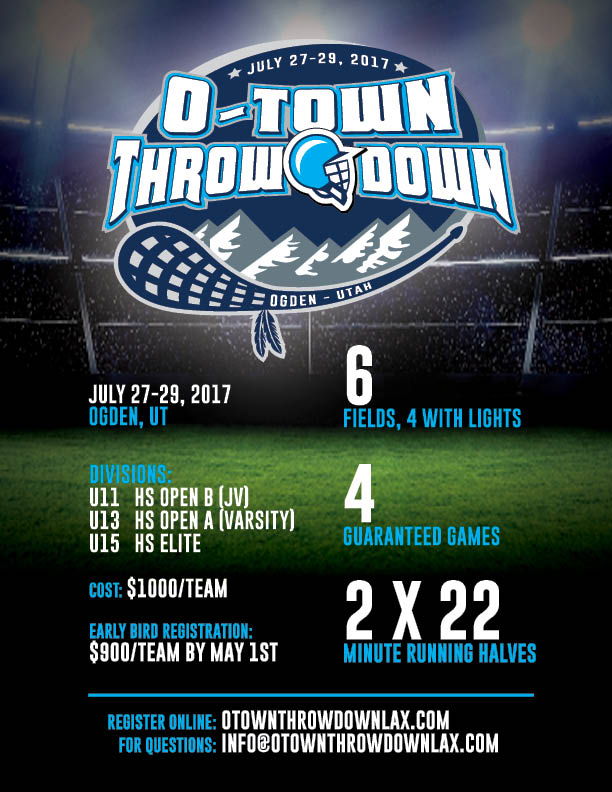 JULY 27-29, 2017
O-TOWN
THROWDOWN
OGDEN - UTAH
JULY 27-29, 2017
OGDEN, UT
6
FIELDS, 4 WITH LIGHTS
DIVISIONS:
U11 HS OPEN B (JV)
U13 HS OPEN A (VARSITY)
U15 HS ELITE
4
GUARANTEED GAMES
COST: $1000/TEAM
EARLY BIRD REGISTRATION:
$900/TEAM BY MAY 1ST
2 X 22
MINUTE RUNNING HALVES
REGISTER ONLINE: OTOWNTHROWDOWNLAX.COM
FOR QUESTIONS: INFO@OTOWNTHROWDOWNLAX.COM